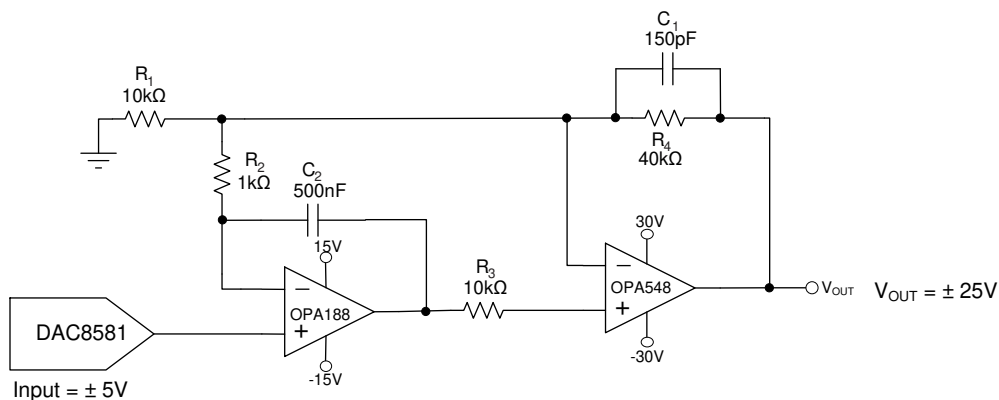 C1
150pF
R1
10kΩ
R4
40kΩ
R2
1kΩ
C2
500nF
15V
30V
R3
10kΩ
−
OPA188
+
−
OPA548
+
DAC8581
VOUT
VOUT = ± 25V
-15V
-30V
Input = ± 5V